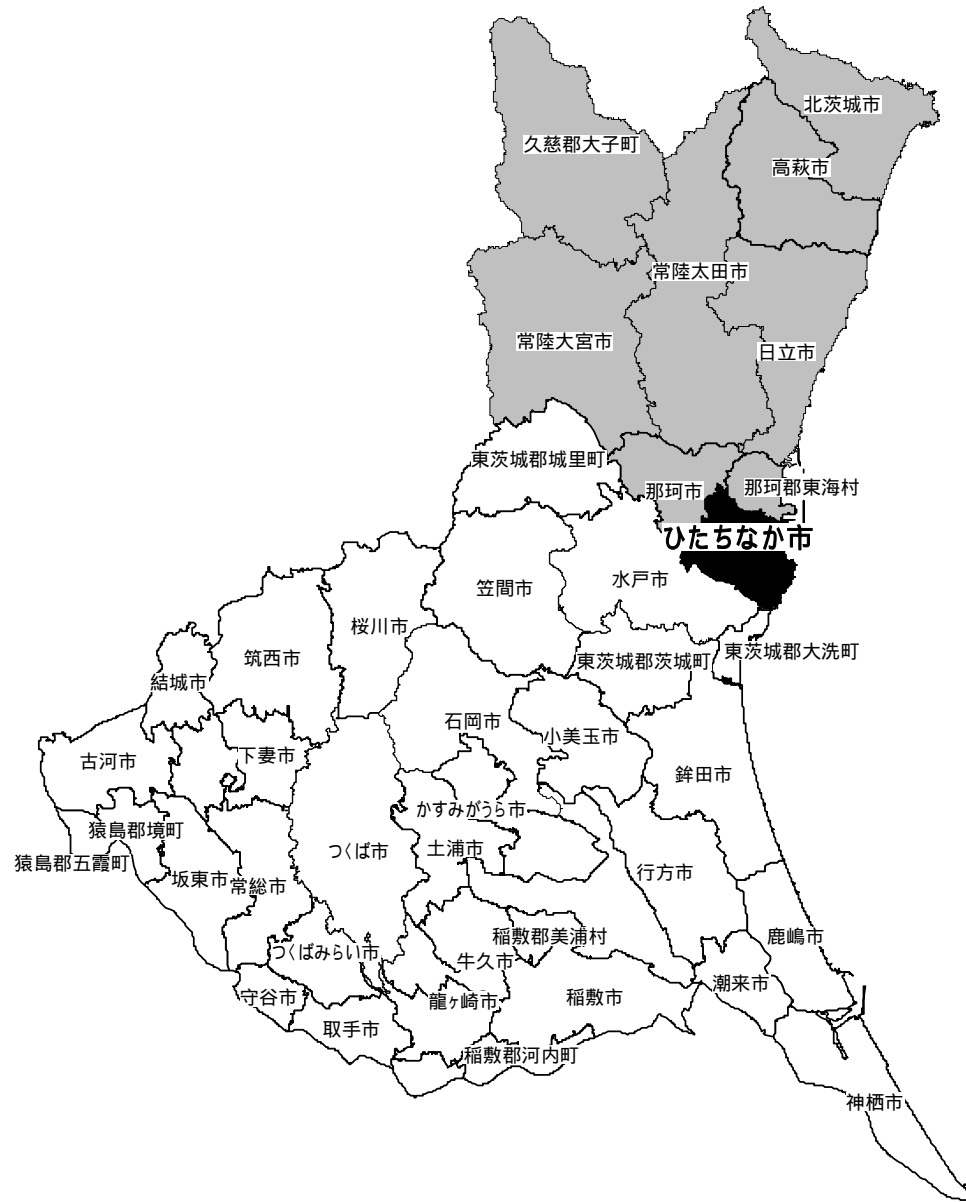 北茨城市
久慈郡大子町
高萩市
常陸太田市
常陸大宮市
日立市
東茨城郡城里町
那珂市
那珂郡東海村
ひたちなか市
水戸市
笠間市
桜川市
筑西市
東茨城郡茨城町
東茨城郡大洗町
結城市
石岡市
小美玉市
下妻市
古河市
鉾田市
かすみがうら市
猿島郡境町
つくば市
土浦市
猿島郡五霞町
坂東市
常総市
行方市
稲敷郡美浦村
鹿嶋市
つくばみらい市
牛久市
潮来市
守谷市
龍ヶ崎市
稲敷市
取手市
稲敷郡河内町
神栖市